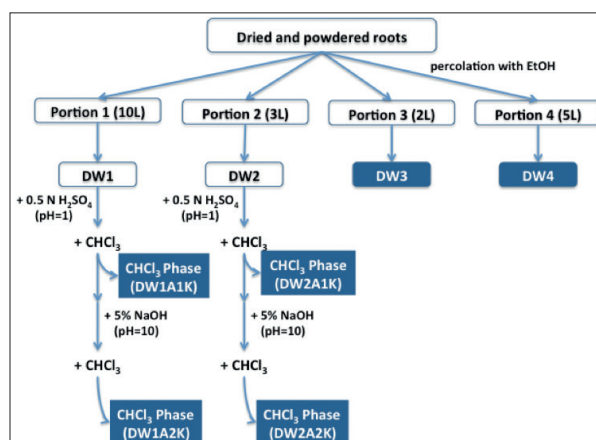 Dried and powdered roots
percolation with EtOH
Portion 1 (10L)
Portion 2 (3L)
Portion 3 (2L)
Portion 4 (5L)
DW1
DW2
DW3
DW4
+ 0.5 N H₂SO₄
(pH=1)
+ 0.5 N H₂SO₄
(pH=1)
+ CHCl₃
+ CHCl₃
CHCl₃ Phase
(DW1A1K)
CHCl₃ Phase
(DW2A1K)
+ 5% NaOH
(pH=10)
+ 5% NaOH
(pH=10)
+ CHCl₃
+ CHCl₃
CHCl₃ Phase
(DW1A2K)
CHCl₃ Phase
(DW2A2K)